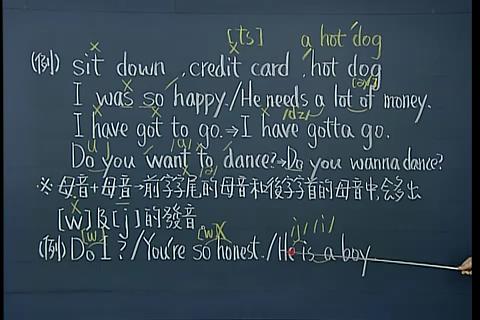 [ts] a hot dog
(例) sit down , credit card , hot dog
I was so happy./He needs a lot of money.
I have got to go.⇒I have gotta go.
Do you want to dance?→Do you wanna dance?
※ 母音+母音→前字字尾的母音和後字字首的母音中,會多出
[w]及[j]的發音
[w] [w]
(例) Do I?/You're so honest./He is a boy.